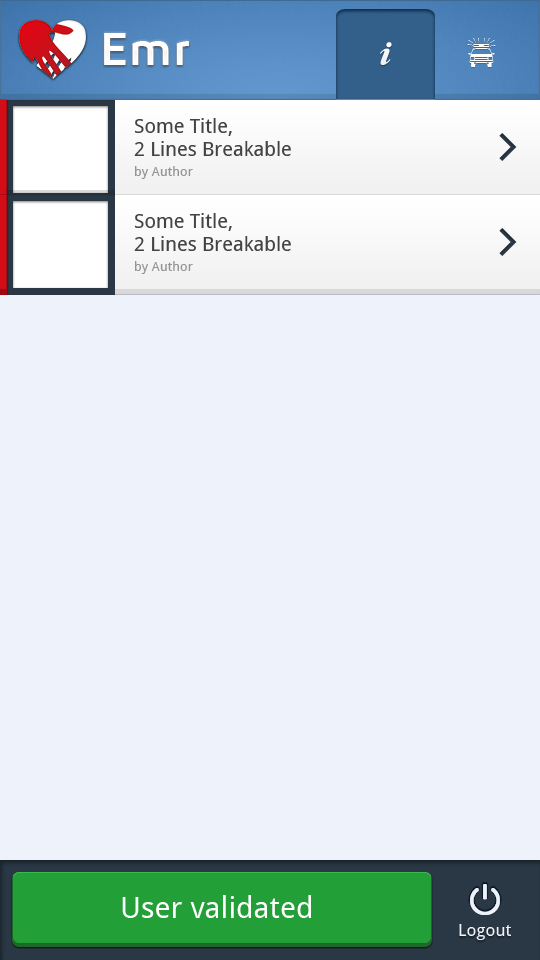 Emr
i
Some Title,
2 Lines Breakable
by Author
Some Title,
2 Lines Breakable
by Author
User validated
Logout